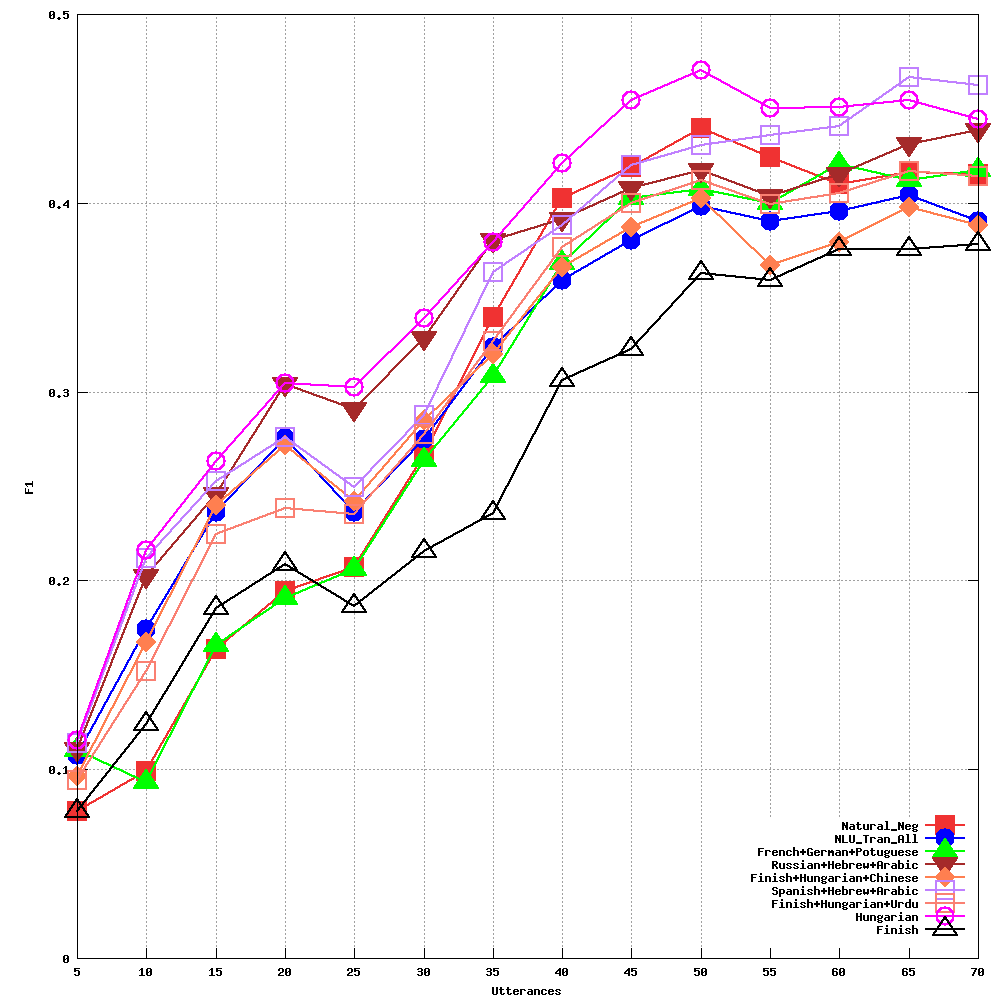 0.5
0.4
0.3
F1
0.2
0.1
0
Natural_Neg
NLU_Tran_All
French+German+Potuguese
Russian+Hebrew+Arabic
Finish+Hungarian+Chinese
Spanish+Hebrew+Arabic
Finish+Hungarian+Urdu
Hungarian
Finish
5 10 15 20 25 30 35 40 45 50 55 60 65 70
Utterances